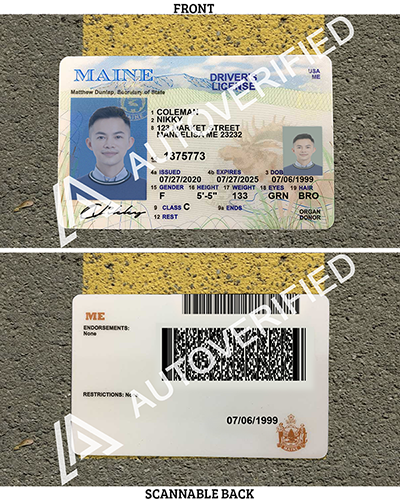 FRONT
MAINE
DRIVER'S
LICENSE
USA
ME
Matthew Dunlap, Secretary of State
1 COLEMAN
2 NIKKY
8 123 MARKET STREET
MANDELISA ME 23232
1375773
4a ISSUED 4b EXPIRES 3 DOB
07/27/2020 07/27/2025 07/06/1999
15 GENDER 16 HEIGHT 17 WEIGHT 18 EYES 19 HAIR
F 5'-5" 133 GRN BRO
9 CLASS C 9a ENDS
12 REST
ORGAN
DONOR
AUTOVERIFIED
ME
ENDORSEMENTS:
None
RESTRICTIONS: None
07/06/1999
AUTOVERIFIED
SCANNABLE BACK